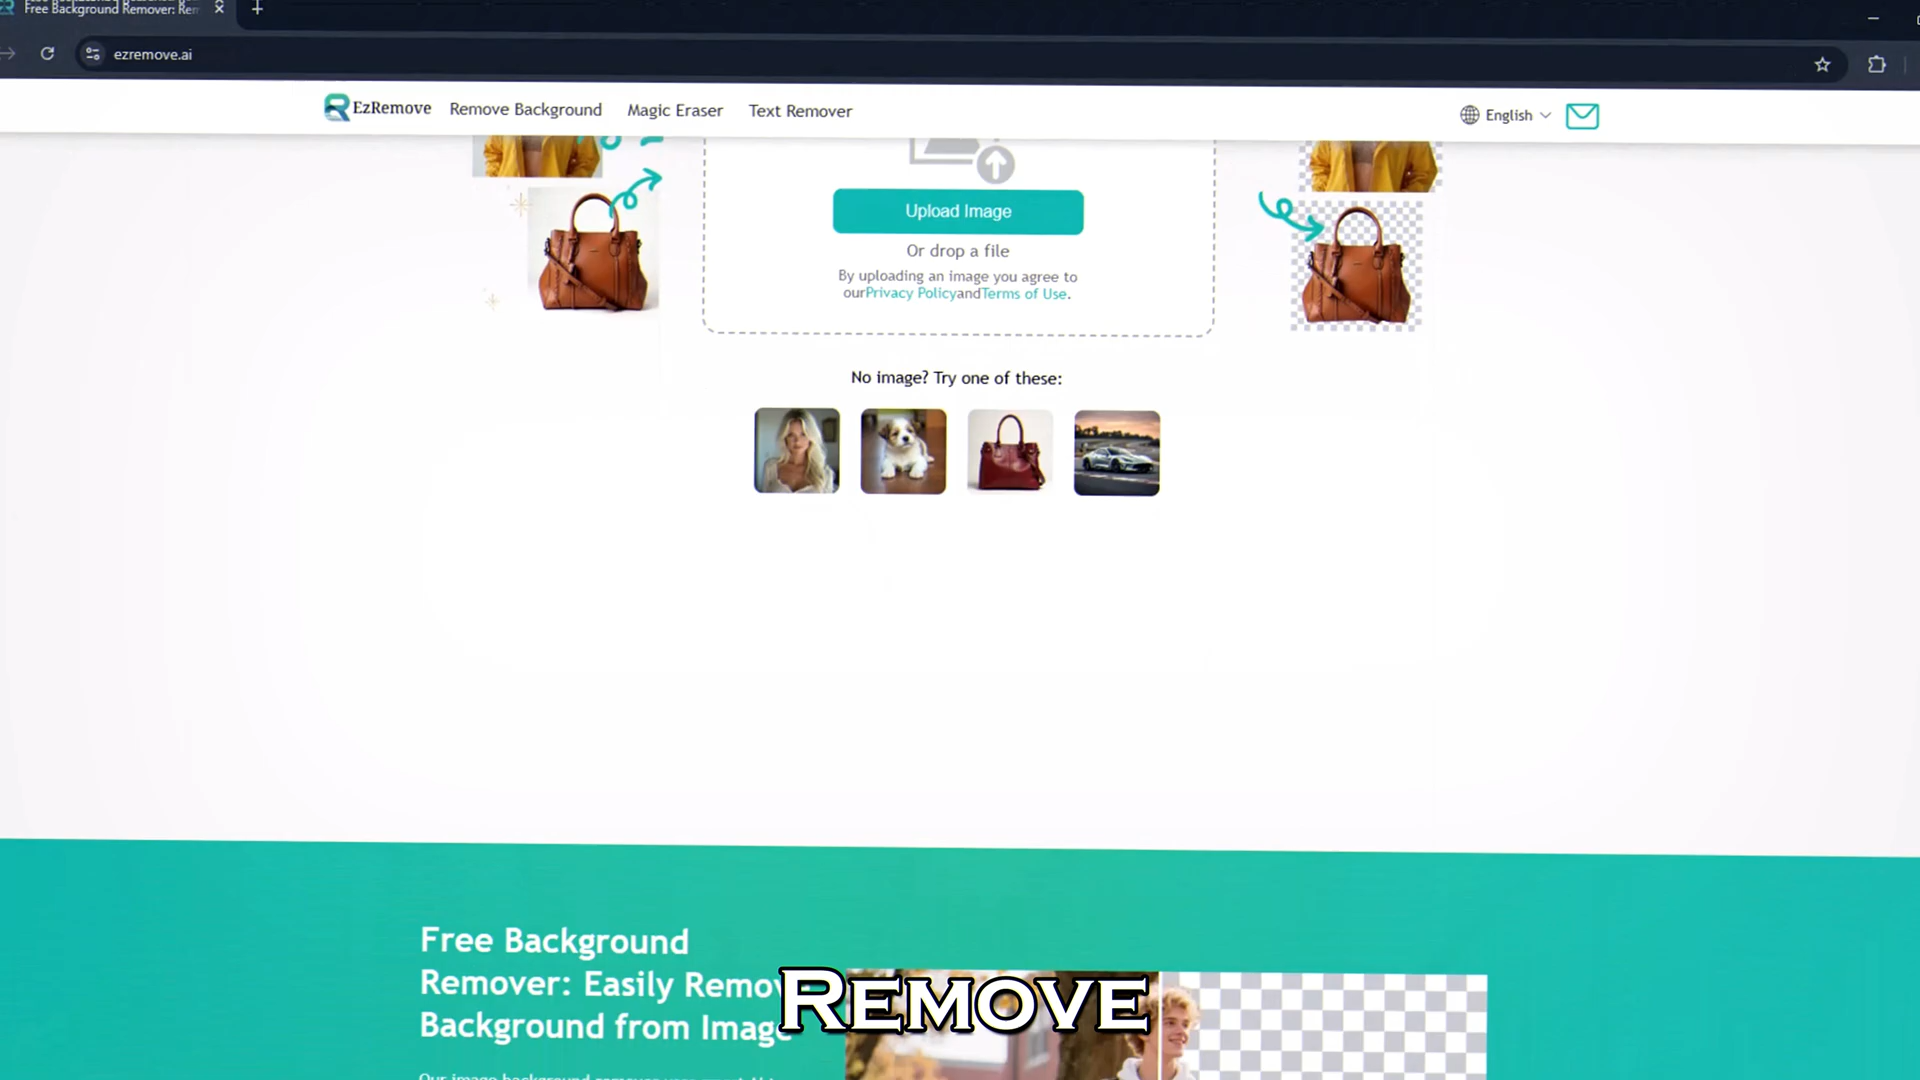 Free Background Remover: Rem
ezremove.ai
EzRemove Remove Background Magic Eraser Text Remover English
Upload Image
Or drop a file
By uploading an image you agree to
ourPrivacy PolicyandTerms of Use.
No image? Try one of these:
Free Background
Remover: Easily Remov
Background from Image
REMOVE